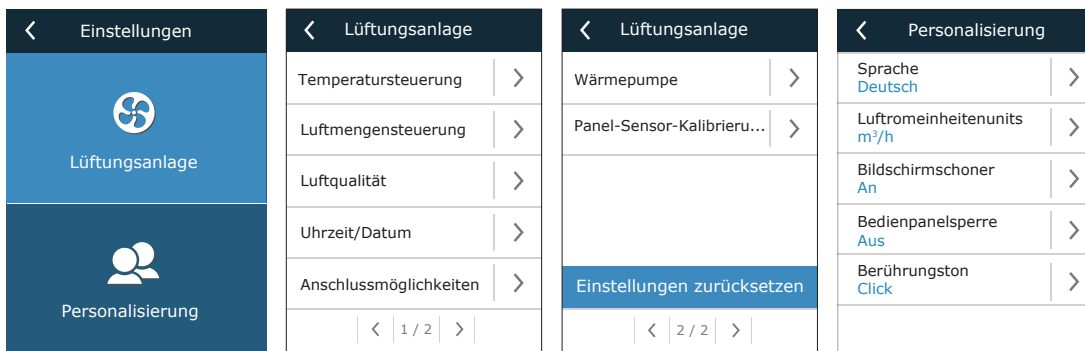 Einstellungen
Lüftungsanlage
Personalisierung
Lüftungsanlage
Temperatursteuerung
Luftmengensteuerung
Luftqualität
Uhrzeit/Datum
Anschlussmöglichkeiten
1 / 2
Lüftungsanlage
Wärmepumpe
Panel-Sensor-Kalibrieru...
Einstellungen zurücksetzen
2 / 2
Personalisierung
Sprache
Deutsch
Luftromeinheitenunits
m³/h
Bildschirmschoner
An
Bedienpanelsperre
Aus
Berührungston
Click